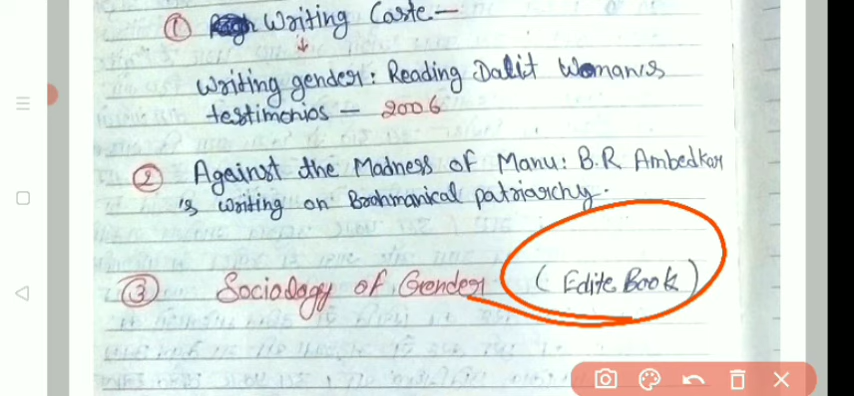 ① Writing Caste —
Writing gender: Reading Dalit Woman's
testimonios — 2006
② Against the Madness of Manu: B.R Ambedkar
's writing on Brahmanical patriarchy.
③ Sociology of Gender (Edite Book)